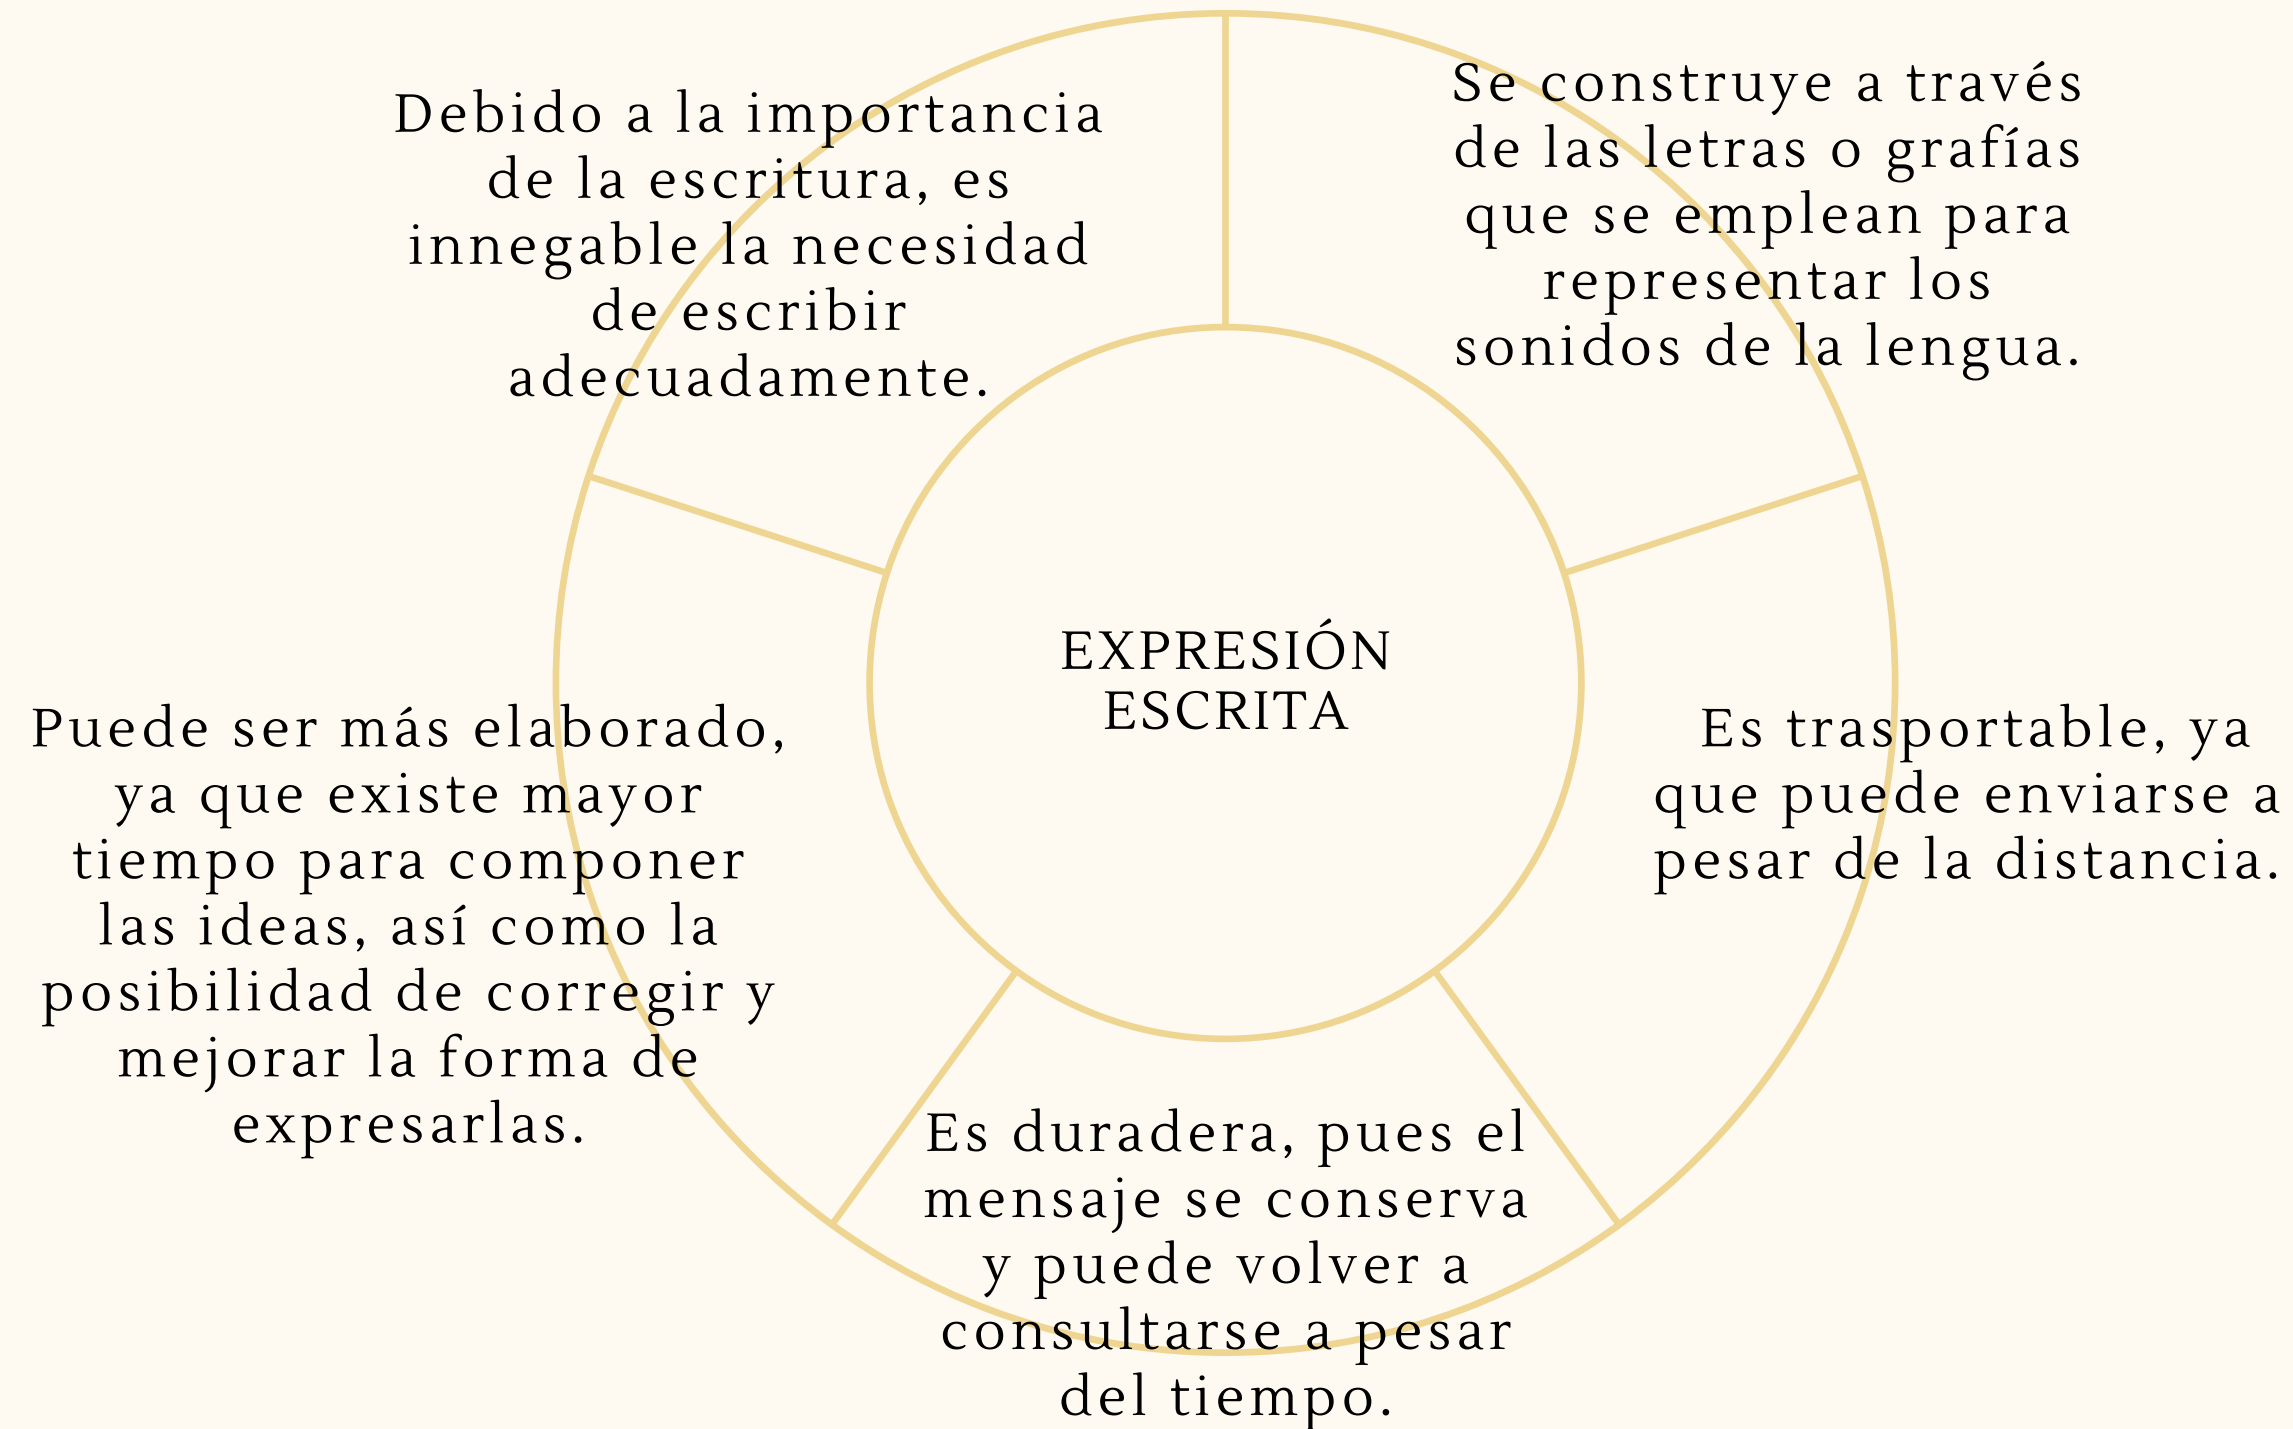 Debido a la importancia
de la escritura, es
innegable la necesidad
de escribir
adecuadamente.
Se construye a través
de las letras o grafías
que se emplean para
representar los
sonidos de la lengua.
EXPRESIÓN
ESCRITA
Puede ser más elaborado,
ya que existe mayor
tiempo para componer
las ideas, así como la
posibilidad de corregir y
mejorar la forma de
expresarlas.
Es trasportable, ya
que puede enviarse a
pesar de la distancia.
Es duradera, pues el
mensaje se conserva
y puede volver a
consultarse a pesar
del tiempo.